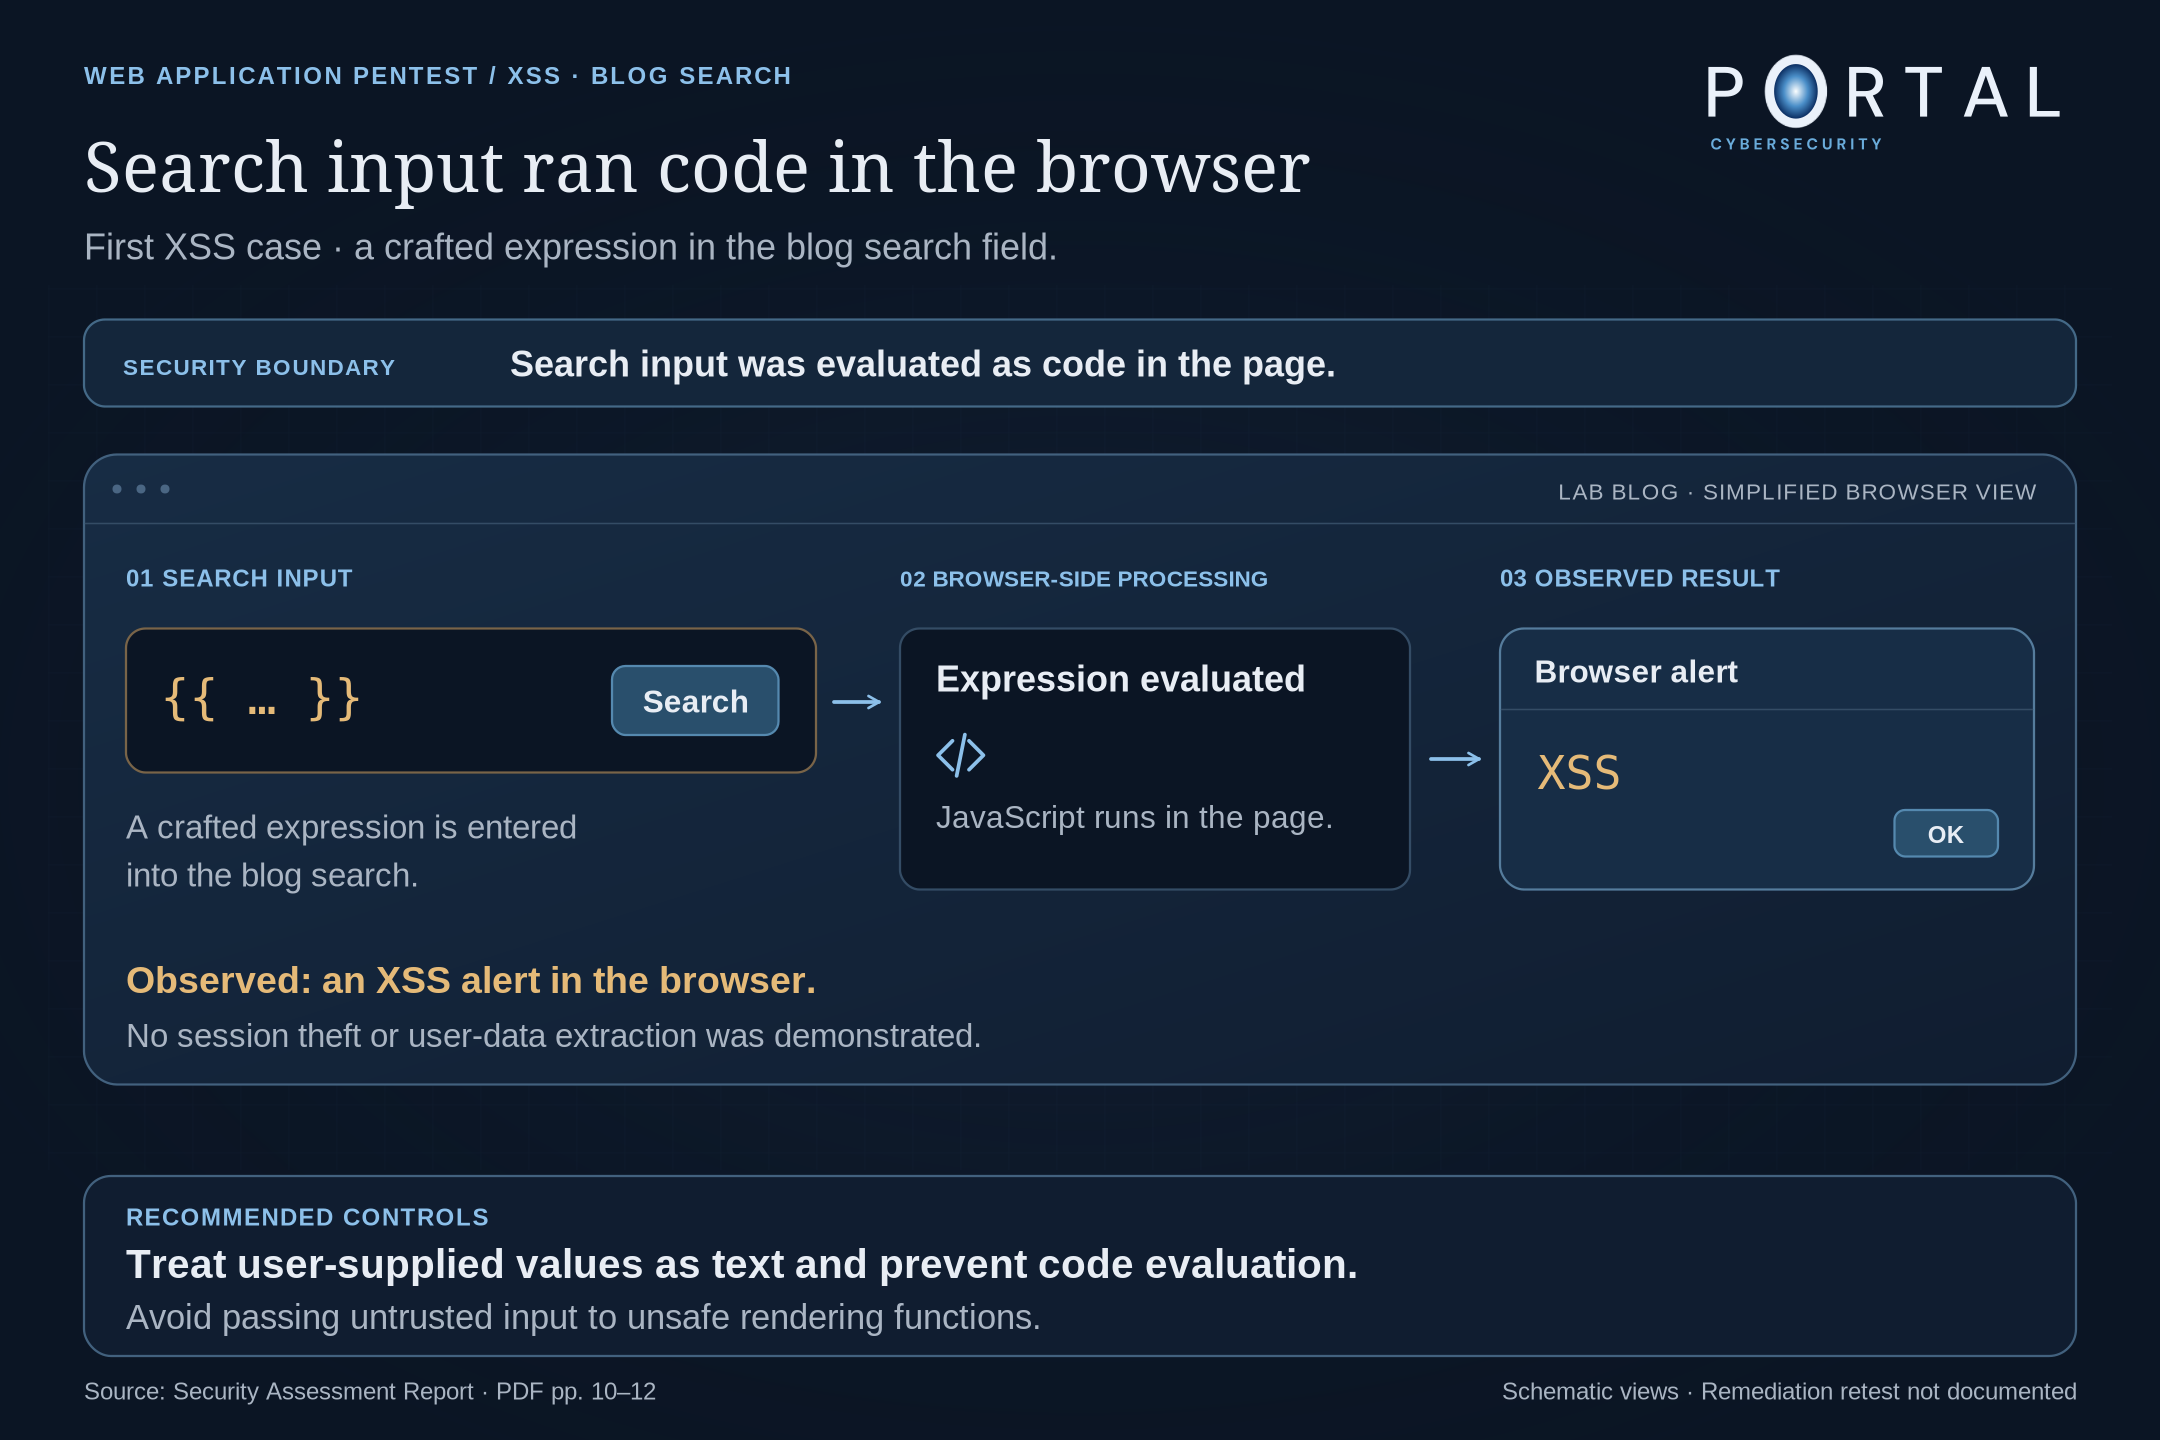 WEB APPLICATION PENTEST / XSS · BLOG SEARCH
PORTAL
CYBERSECURITY
Search input ran code in the browser
First XSS case · a crafted expression in the blog search field.
SECURITY BOUNDARY
Search input was evaluated as code in the page.
LAB BLOG · SIMPLIFIED BROWSER VIEW
01 SEARCH INPUT
{{ … }}
Search
A crafted expression is entered
into the blog search.
02 BROWSER-SIDE PROCESSING
Expression evaluated
</>
JavaScript runs in the page.
03 OBSERVED RESULT
Browser alert
XSS
OK
Observed: an XSS alert in the browser.
No session theft or user-data extraction was demonstrated.
RECOMMENDED CONTROLS
Treat user-supplied values as text and prevent code evaluation.
Avoid passing untrusted input to unsafe rendering functions.
Source: Security Assessment Report · PDF pp. 10–12
Schematic views · Remediation retest not documented